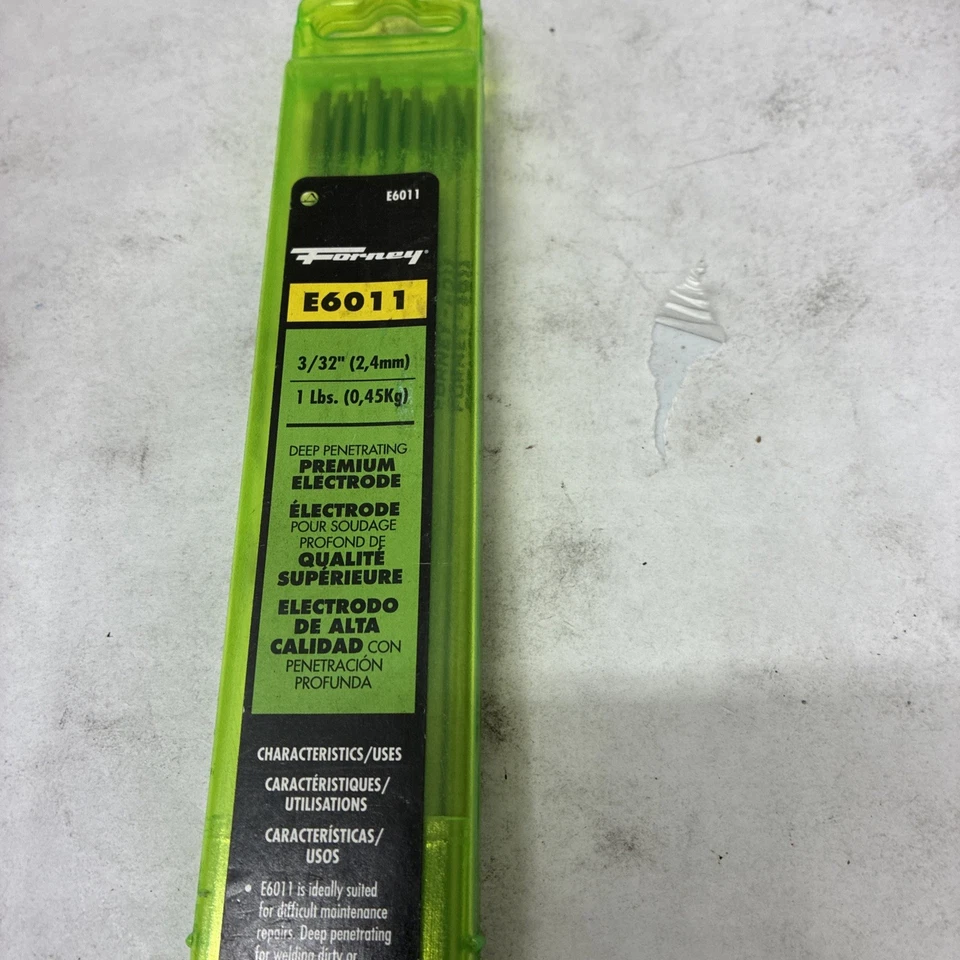 E6011
Forney
E6011
3/32" (2,4mm)
1 Lbs. (0,45Kg)
DEEP PENETRATING
PREMIUM
ELECTRODE
ÉLECTRODE
POUR SOUDAGE
PROFOND DE
QUALITÉ
SUPÉRIEURE
ELECTRODO
DE ALTA
CALIDAD CON
PENETRACIÓN
PROFUNDA
CHARACTERISTICS/USES
CARACTÉRISTIQUES/
UTILISATIONS
CARACTERÍSTICAS/
USOS
• E6011 is ideally suited
for difficult maintenance
repairs. Deep penetrating
for welding dirty or